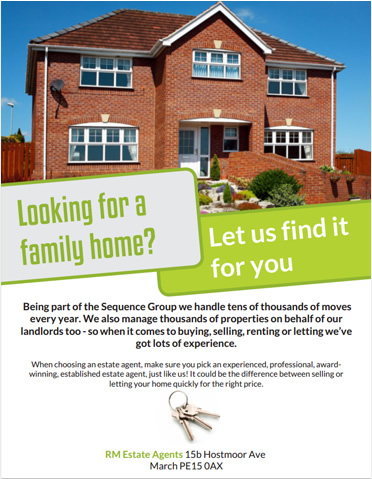 Looking for a
family home?
Let us find it
for you
Being part of the Sequence Group we handle tens of thousands of moves
every year. We also manage thousands of properties on behalf of our
landlords too - so when it comes to buying, selling, renting or letting we've
got lots of experience.
When choosing an estate agent, make sure you pick an experienced, professional, award-
winning, established estate agent, just like us! It could be the difference between selling or
letting your home quickly for the right price.
RM Estate Agents 15b Hostmoor Ave
March PE15 0AX